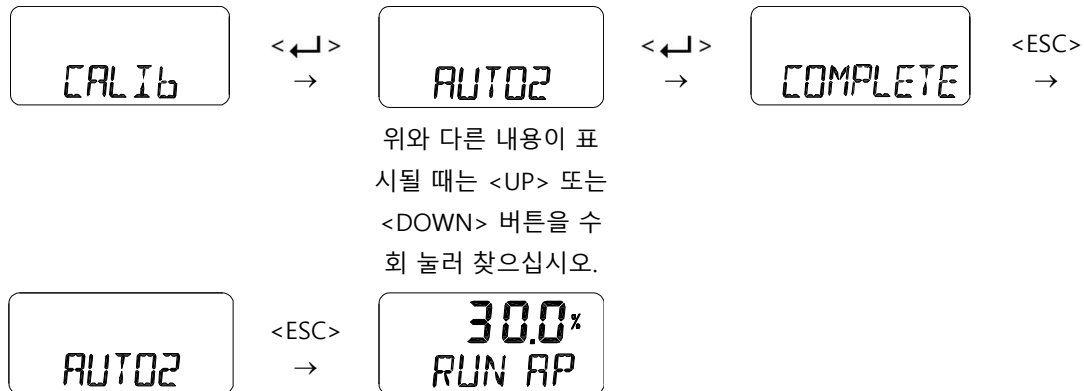 CALIb <↵> → AUTO2 <↵> → COMPLETE <ESC> →
위와 다른 내용이 표
시될 때는 <UP> 또는
<DOWN> 버튼을 수
회 눌러 찾으십시오.
AUTO2 <ESC> → 30.0%
RUN AP